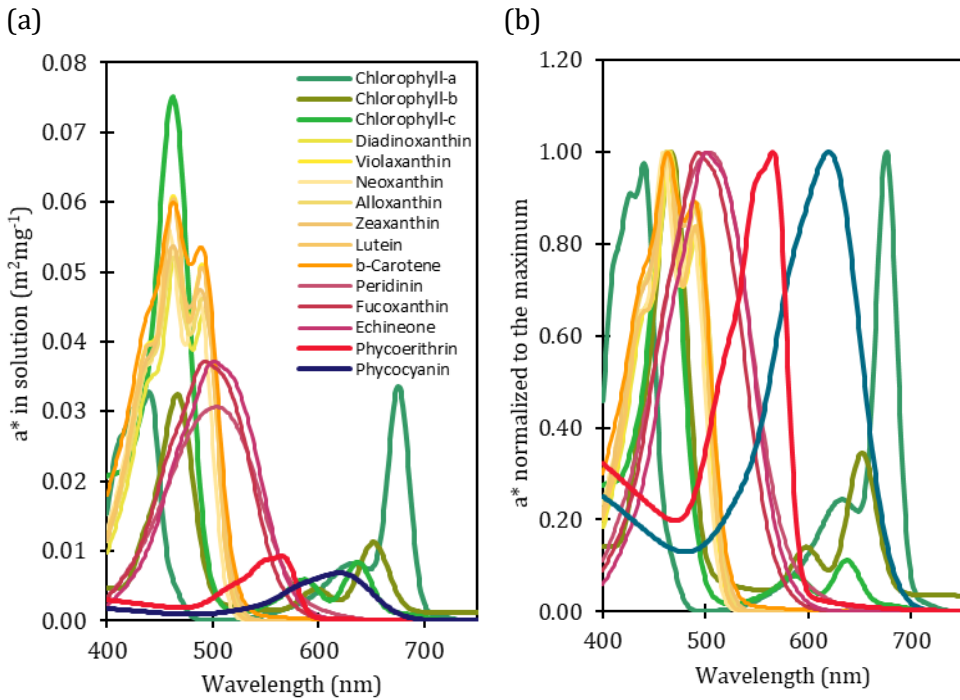 (a)
(b)
a* in solution (m²mg⁻¹)
0.08
0.07
0.06
0.05
0.04
0.03
0.02
0.01
0.00
400
500
600
700
Wavelength (nm)
Chlorophyll-a
Chlorophyll-b
Chlorophyll-c
Diadinoxanthin
Violaxanthin
Neoxanthin
Alloxanthin
Zeaxanthin
Lutein
b-Carotene
Peridinin
Fucoxanthin
Echineone
Phycoerithrin
Phycocyanin
a* normalized to the maximum
1.20
1.00
0.80
0.60
0.40
0.20
0.00
400
500
600
700
Wavelength (nm)